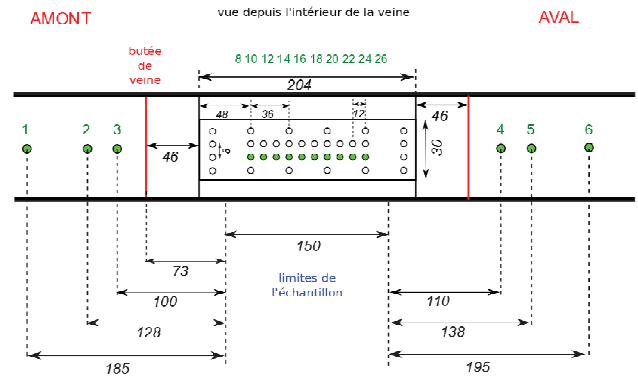 AMONT
vue depuis l'intérieur de la veine
AVAL
butée
de
veine
8 10 12 14 16 18 20 22 24 26
204
48
36
12
46
1
2
3
46
8
30
4
5
6
150
73
limites de
l'échantillon
100
110
128
138
185
195